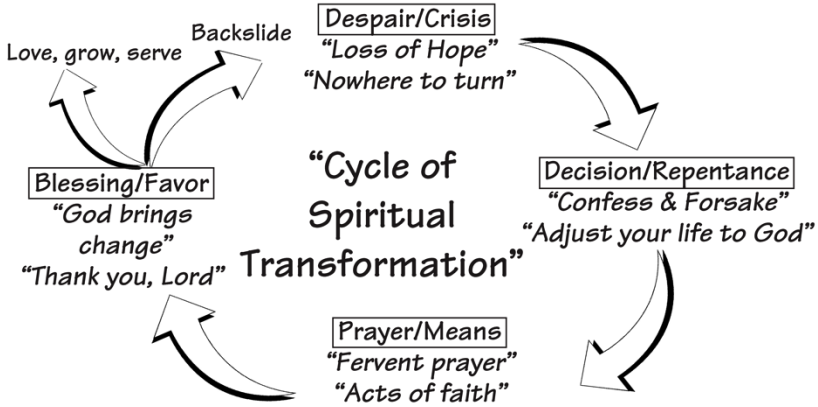 Despair/Crisis
“Loss of Hope”
“Nowhere to turn”
Backslide
Love, grow, serve
“Cycle of
Spiritual
Transformation”
Decision/Repentance
“Confess & Forsake”
“Adjust your life to God”
Prayer/Means
“Fervent prayer”
“Acts of faith”
Blessing/Favor
“God brings
change”
“Thank you, Lord”